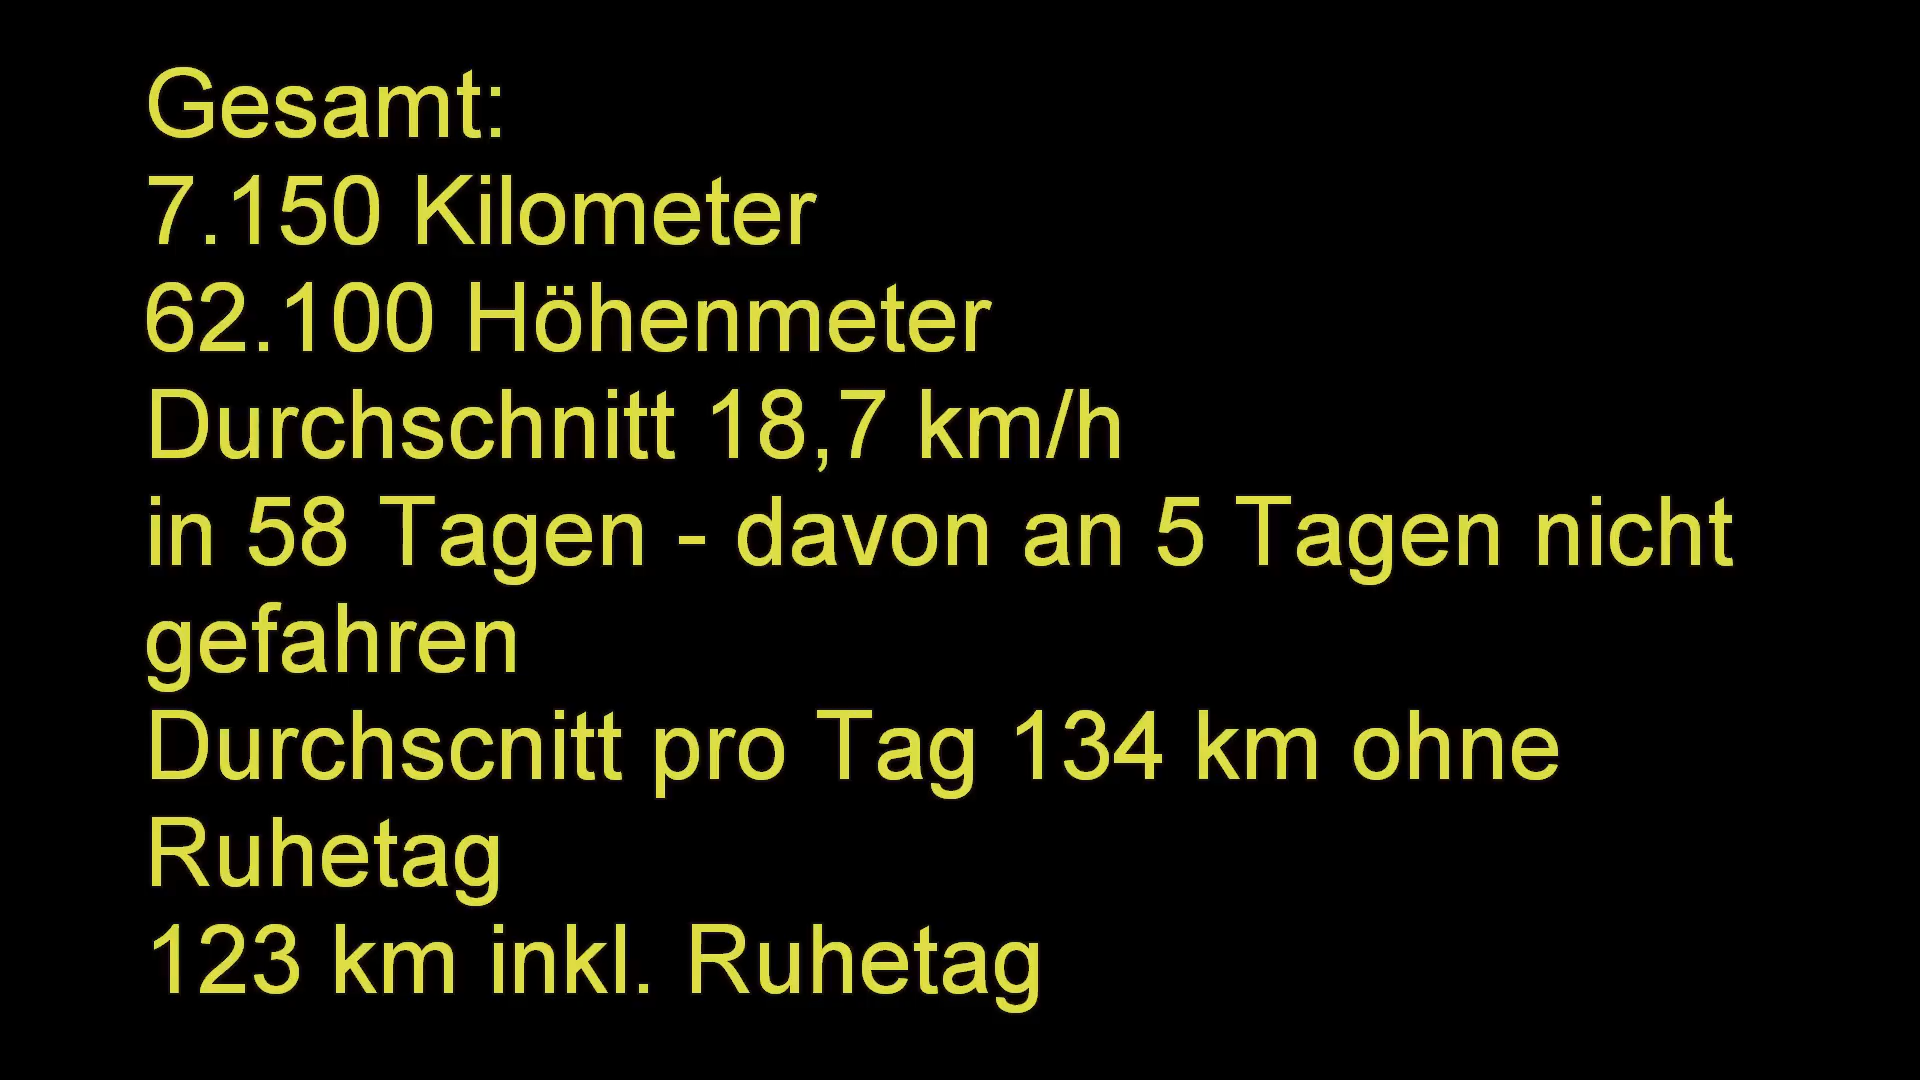 Gesamt:
7.150 Kilometer
62.100 Höhenmeter
Durchschnitt 18,7 km/h
in 58 Tagen - davon an 5 Tagen nicht
gefahren
Durchscnitt pro Tag 134 km ohne
Ruhetag
123 km inkl. Ruhetag